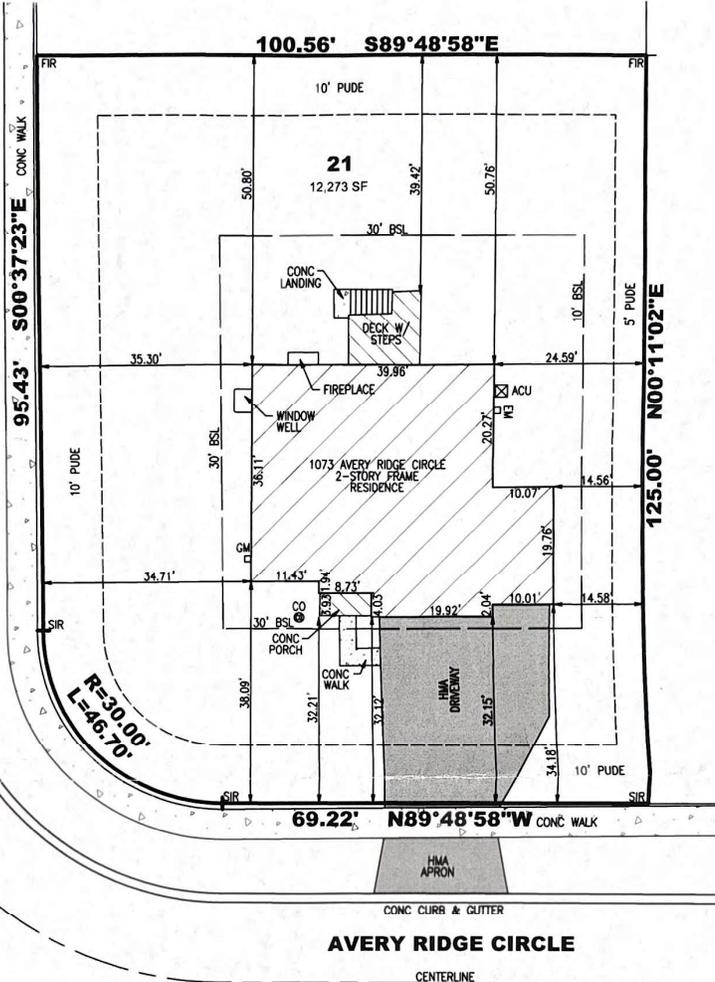 100.56' S89°48'58"E
FIR
FIR
10' PUDE
CONC WALK
21
12,273 SF
50.80'
39.42'
50.76'
30' BSL
S00°37'23"E
95.43'
CONC
LANDING
DECK W/
STEPS
10' BSL
5' PUDE
N00°11'02"E
125.00'
35.30'
39.96'
24.59'
FIREPLACE
ACU
EM
WINDOW
WELL
20.27'
30' BSL
10' PUDE
36.11'
1073 AVERY RIDGE CIRCLE
2-STORY FRAME
RESIDENCE
10.07'
14.56'
19.76'
GM
34.71'
11.43'
1.94'
8.73'
3.93'
4.03'
19.92'
2.04'
10.01'
14.58'
CO
30' BSL
CONC
PORCH
SIR
CONC
WALK
HMA
DRIVEWAY
R=30.00'
L=46.70'
38.09'
32.21'
32.12'
32.15'
34.18'
10' PUDE
SIR
SIR
69.22' N89°48'58"W CONC WALK
HMA
APRON
CONC CURB & GUTTER
AVERY RIDGE CIRCLE
CENTERLINE